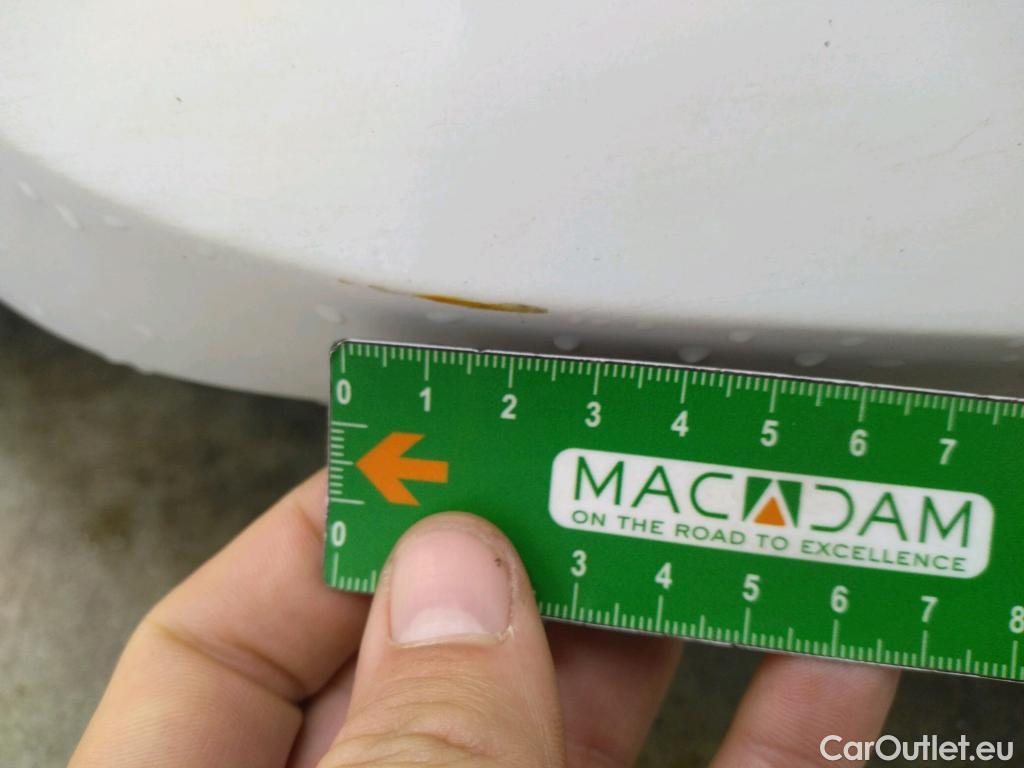 0 1 2 3 4 5 6 7
MACADAM
ON THE ROAD TO EXCELLENCE
0 3 4 5 6 7 8
CarOutlet.eu